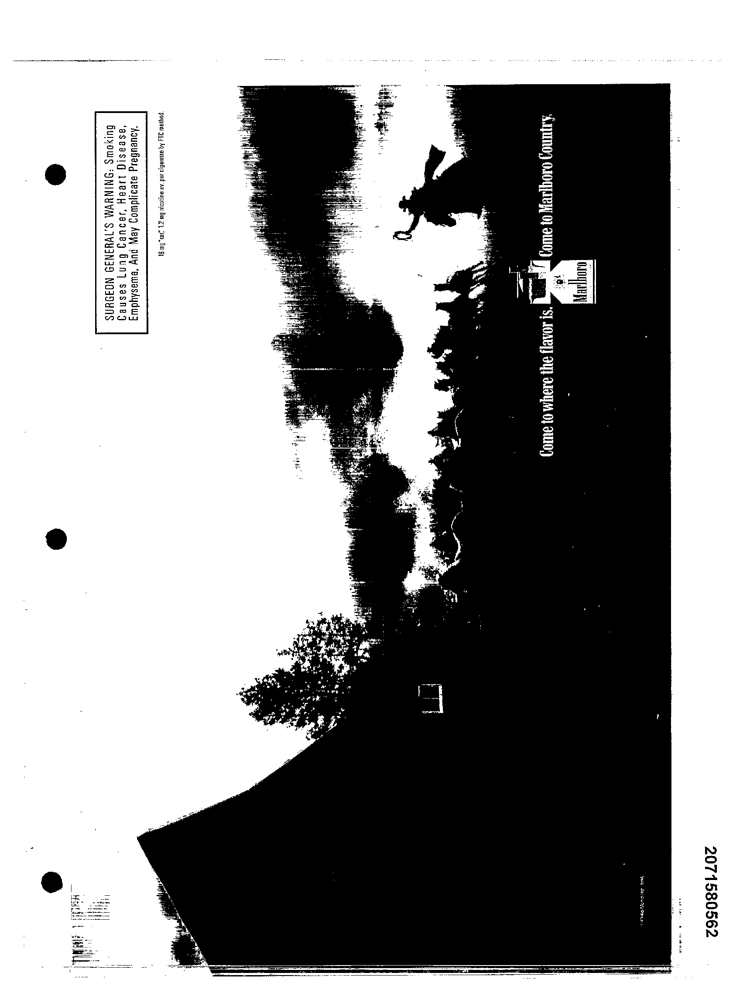 SURGEON GENERAL'S WARNING: Smoking
Causes Lung Cancer, Heart Disease,
Emphysema, And May Complicate Pregnancy.
16 mg "tar," 1.2 mg nicotine av. per cigarette by FTC method.
Come to where the flavor is. Come to Marlboro Country.
Marlboro
2071580562